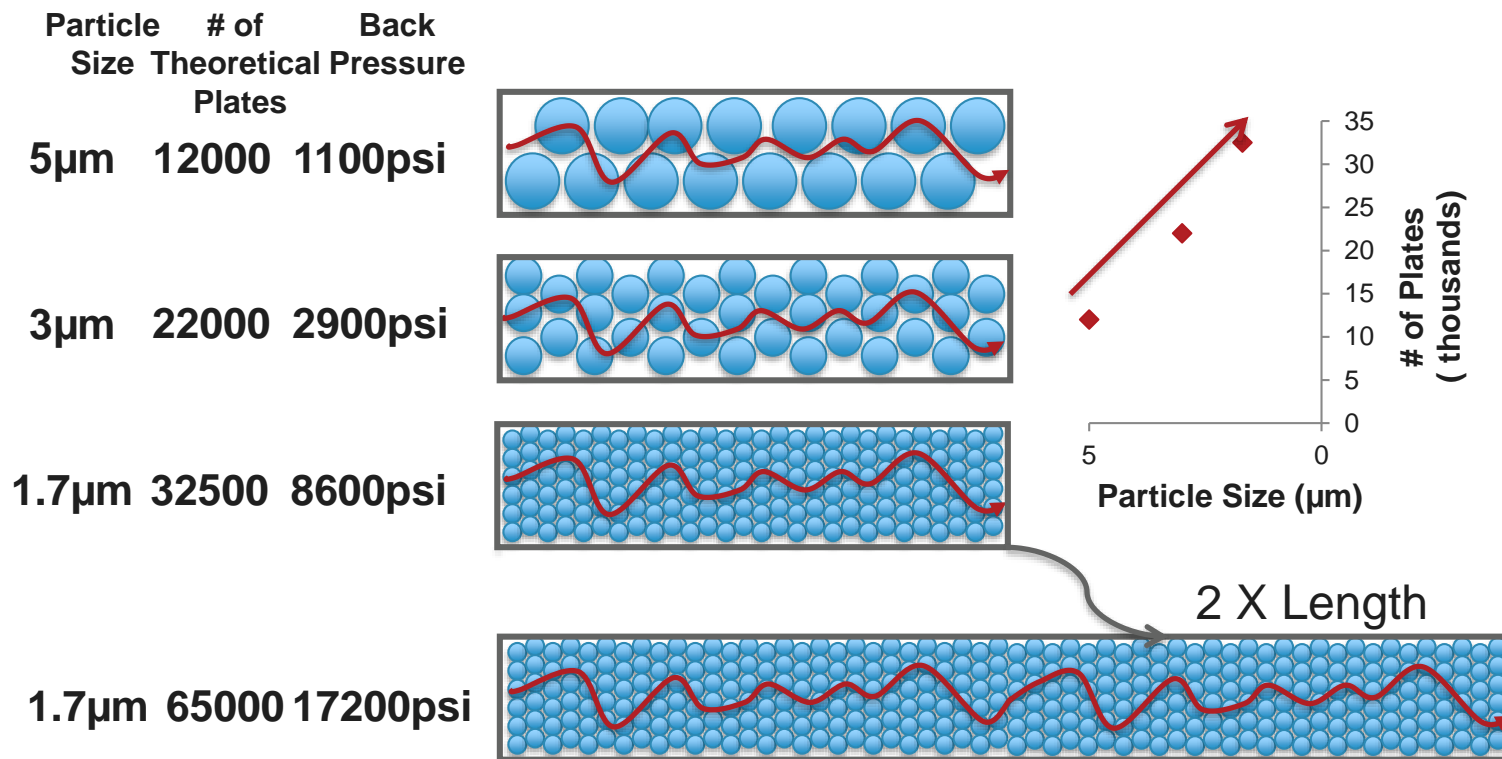 Particle # of Back
Size Theoretical Pressure
Plates
5µm 12000 1100psi
3µm 22000 2900psi
1.7µm 32500 8600psi
1.7µm 65000 17200psi
2 X Length
35
30
25
20
15
10
5
0
# of Plates
( thousands)
5 0
Particle Size (µm)